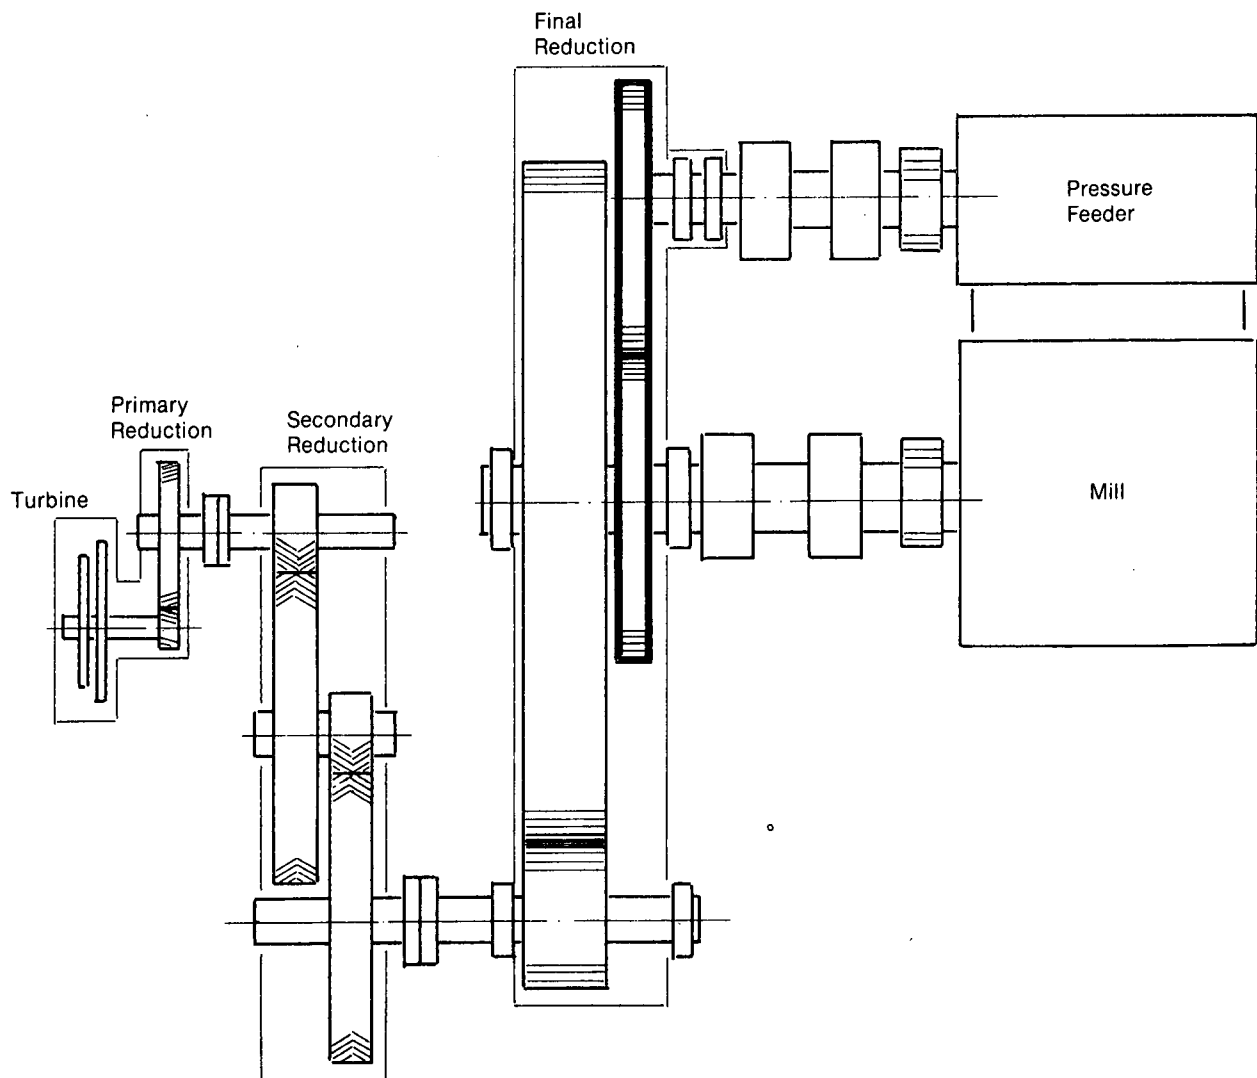 Final
Reduction
Pressure
Feeder
Primary
Reduction
Secondary
Reduction
Turbine
Mill